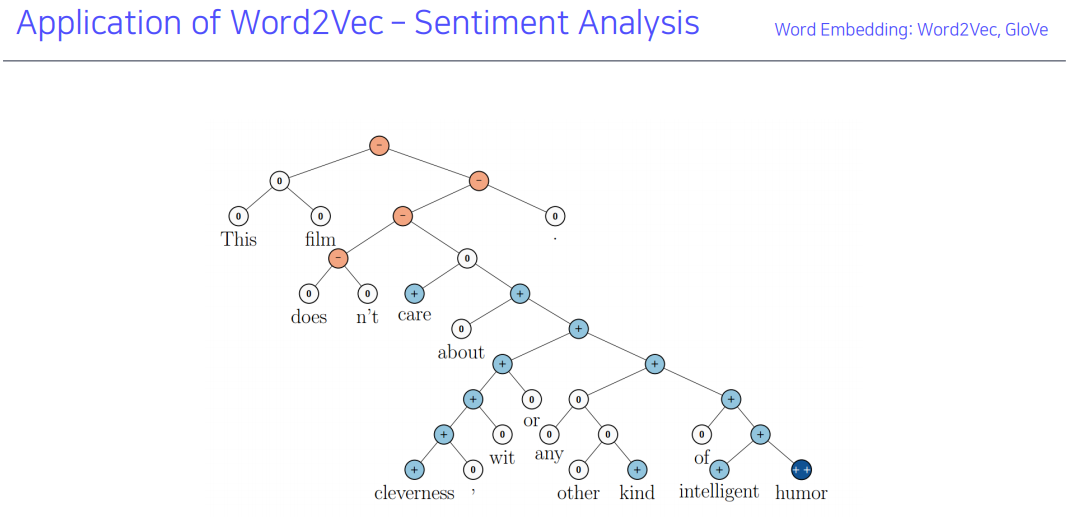 Application of Word2Vec – Sentiment Analysis
Word Embedding: Word2Vec, GloVe
−
0
−
0
0
−
0
This
film
.
−
0
0
0
+
+
does
n't
care
0
+
about
+
+
+
0
0
+
or
+
0
0
0
0
+
wit
any
of
+
0
0
+
+
+ +
cleverness
,
other
kind
intelligent
humor